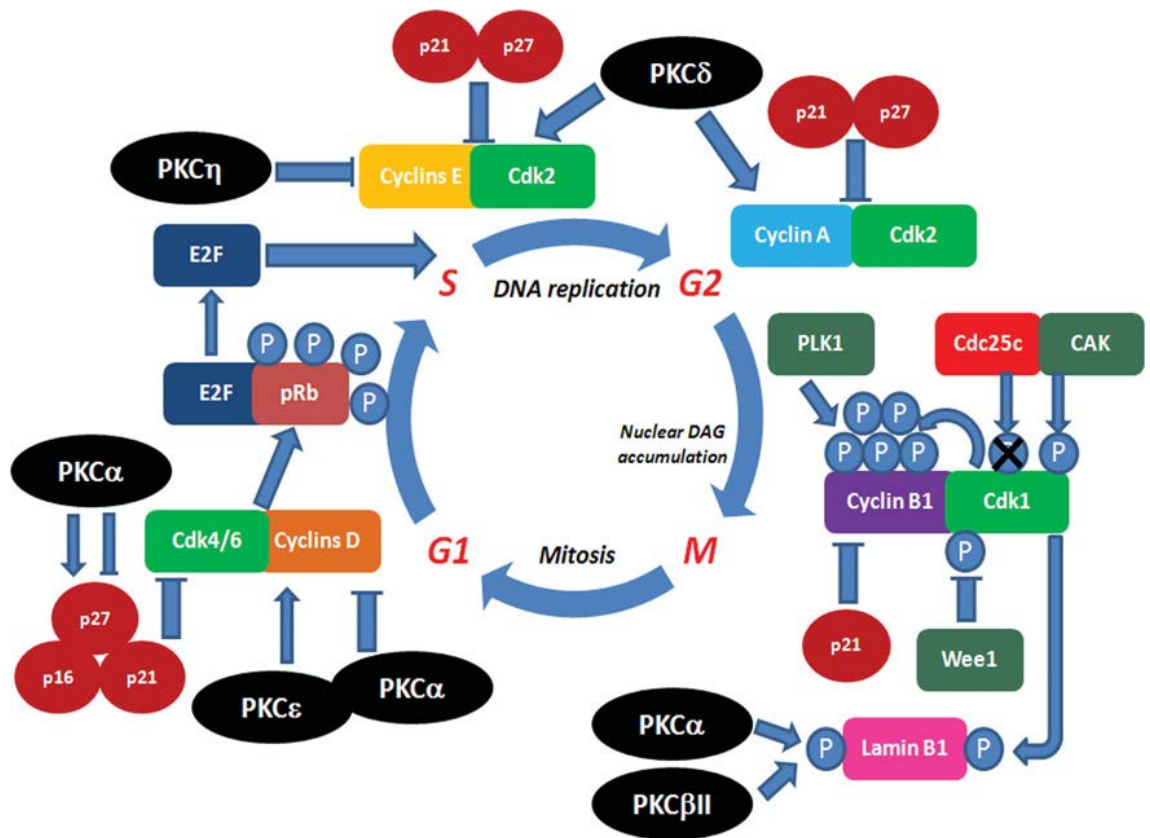 p21
p27
PKCδ
p21
p27
PKCη
Cyclins E
Cdk2
Cyclin A
Cdk2
E2F
S
DNA replication
G2
P
P
P
P
E2F
pRb
PLK1
Cdc25c
CAK
P
P
P
P
P
P
P
Nuclear DAG
accumulation
Cyclin B1
Cdk1
P
PKCα
Cdk4/6
Cyclins D
G1
Mitosis
M
p27
p16
p21
p21
Wee1
PKCε
PKCα
PKCα
P
Lamin B1
P
PKCβII